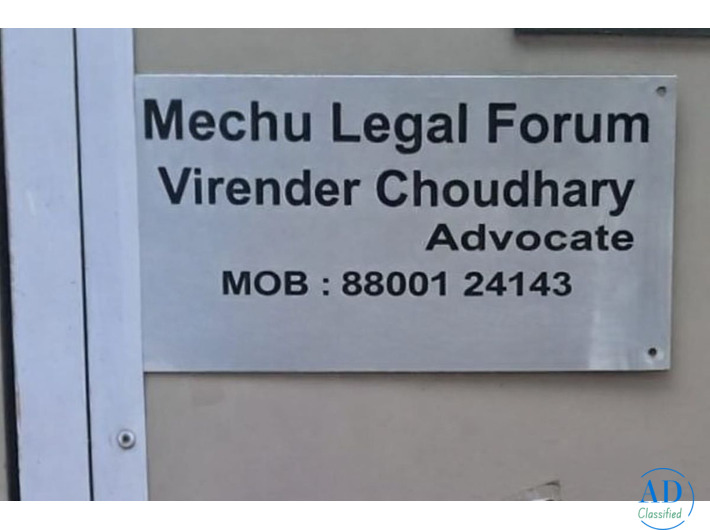 Mechu Legal Forum
Virender Choudhary
Advocate
MOB : 88001 24143
AD
Classified